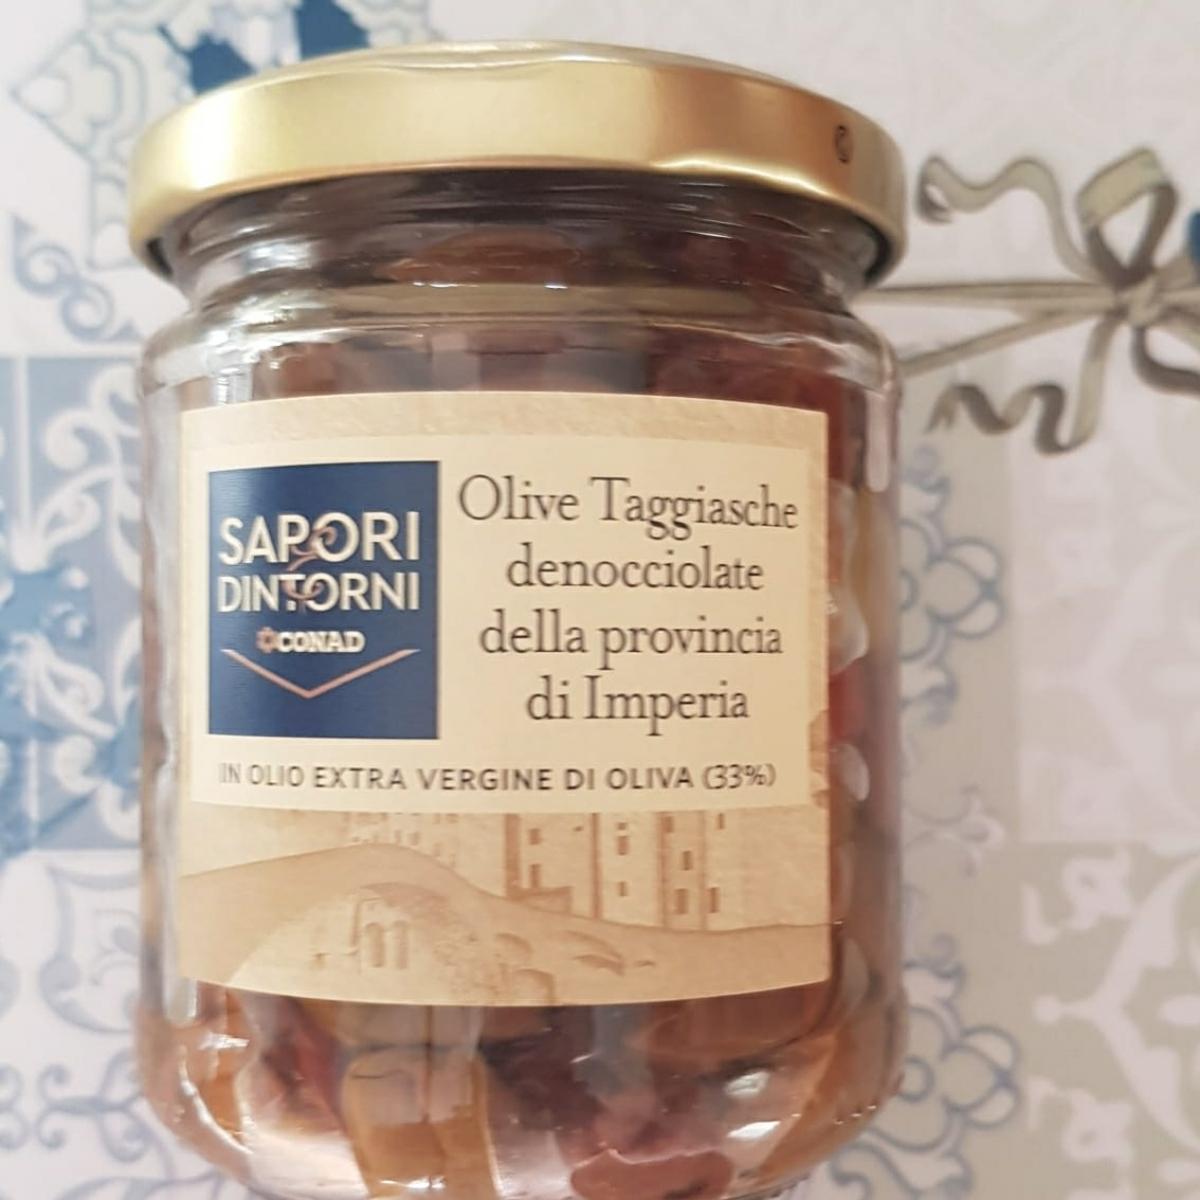 SAPORI
DINTORNI
CONAD
Olive Taggiasche
denocciolate
della provincia
di Imperia
IN OLIO EXTRA VERGINE DI OLIVA (33%)